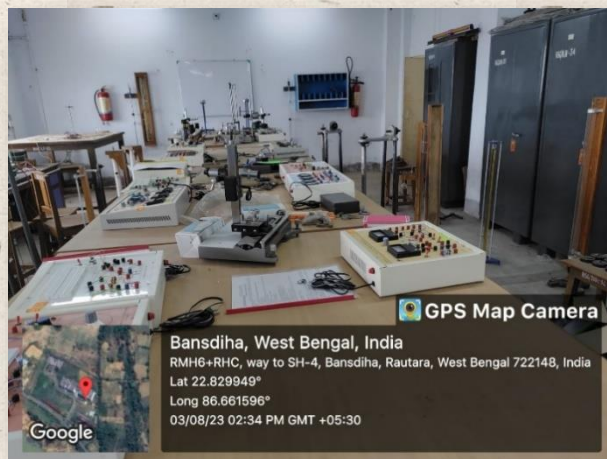 GPS Map Camera
Bansdiha, West Bengal, India
RMH6+RHC, way to SH-4, Bansdiha, Rautara, West Bengal 722148, India
Lat 22.829949°
Long 86.661596°
03/08/23 02:34 PM GMT +05:30
Google